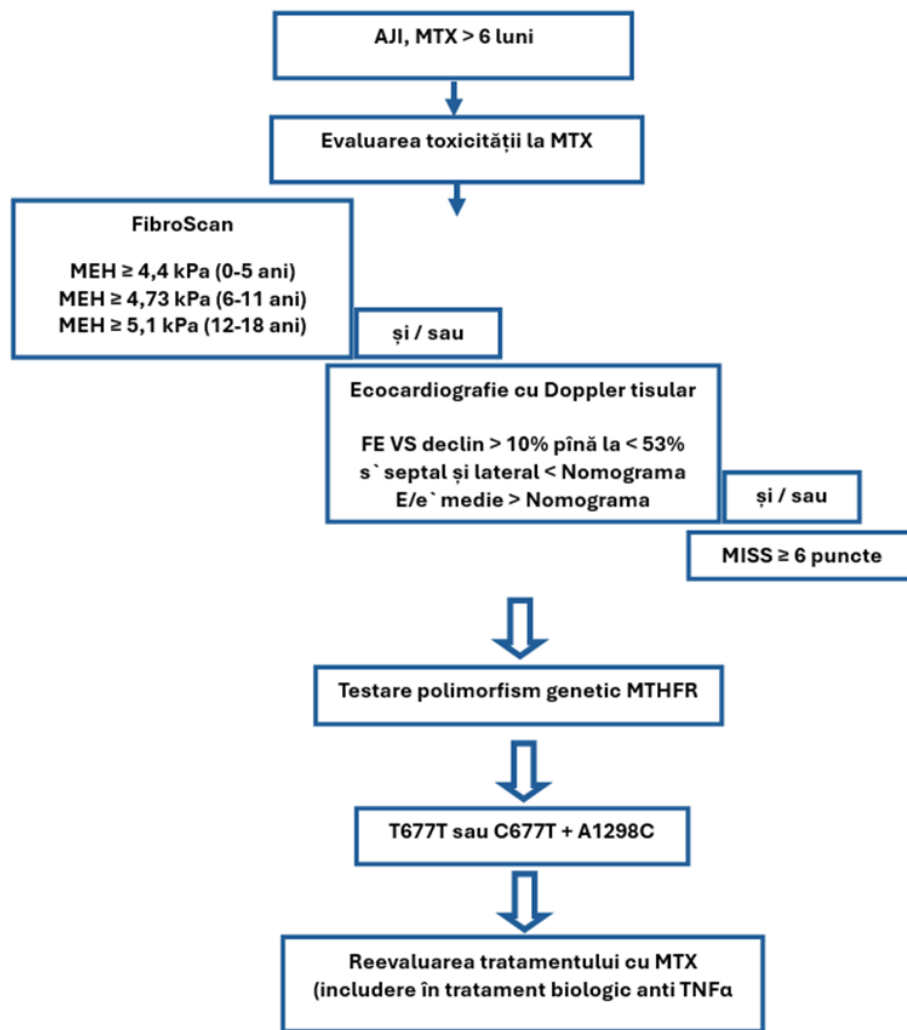 AJI, MTX > 6 luni
Evaluarea toxicității la MTX
FibroScan
MEH ≥ 4,4 kPa (0-5 ani)
MEH ≥ 4,73 kPa (6-11 ani)
MEH ≥ 5,1 kPa (12-18 ani)
și / sau
Ecocardiografie cu Doppler tisular
FE VS declin > 10% pînă la < 53%
s` septal și lateral < Nomograma
E/e` medie > Nomograma
și / sau
MISS ≥ 6 puncte
Testare polimorfism genetic MTHFR
T677T sau C677T + A1298C
Reevaluarea tratamentului cu MTX
(includere în tratament biologic anti TNFα